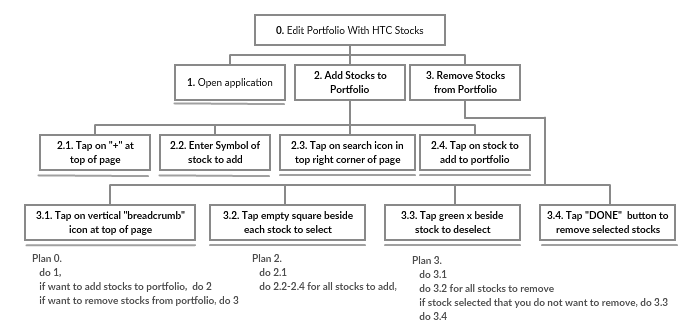 0. Edit Portfolio With HTC Stocks
1. Open application
2. Add Stocks to
Portfolio
3. Remove Stocks
from Portfolio
2.1. Tap on "+" at
top of page
2.2. Enter Symbol of
stock to add
2.3. Tap on search icon in
top right corner of page
2.4. Tap on stock to
add to portfolio
3.1. Tap on vertical "breadcrumb"
icon at top of page
3.2. Tap empty square beside
each stock to select
3.3. Tap green x beside
stock to deselect
3.4. Tap "DONE" button to
remove selected stocks
Plan 0.
do 1,
if want to add stocks to portfolio, do 2
if want to remove stocks from portfolio, do 3
Plan 2.
do 2.1
do 2.2-2.4 for all stocks to add,
Plan 3.
do 3.1
do 3.2 for all stocks to remove
if stock selected that you do not want to remove, do 3.3
do 3.4